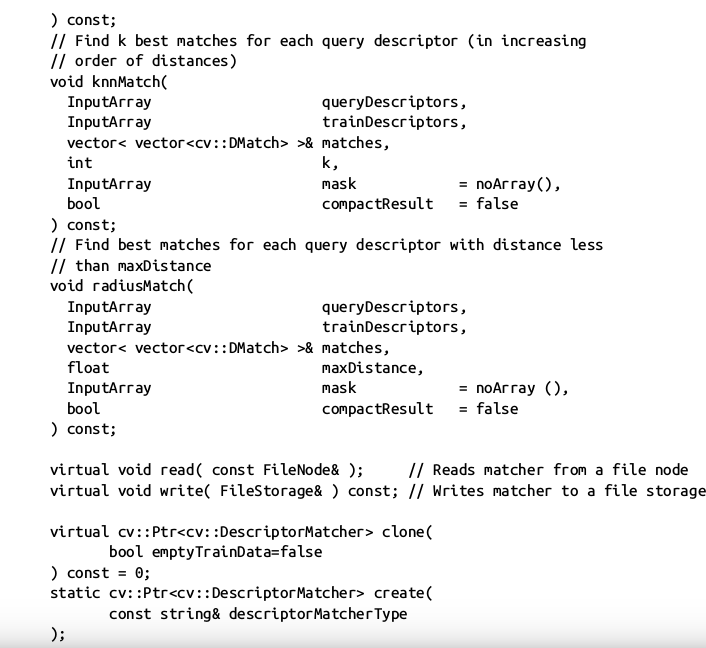 ) const;
// Find k best matches for each query descriptor (in increasing
// order of distances)
void knnMatch(
  InputArray                    queryDescriptors,
  InputArray                    trainDescriptors,
  vector< vector<cv::DMatch> >& matches,
  int                           k,
  InputArray                    mask            = noArray(),
  bool                          compactResult   = false
) const;
// Find best matches for each query descriptor with distance less
// than maxDistance
void radiusMatch(
  InputArray                    queryDescriptors,
  InputArray                    trainDescriptors,
  vector< vector<cv::DMatch> >& matches,
  float                         maxDistance,
  InputArray                    mask            = noArray (),
  bool                          compactResult   = false
) const;

virtual void read( const FileNode& );     // Reads matcher from a file node
virtual void write( FileStorage& ) const; // Writes matcher to a file storage

virtual cv::Ptr<cv::DescriptorMatcher> clone(
       bool emptyTrainData=false
) const = 0;
static cv::Ptr<cv::DescriptorMatcher> create(
       const string& descriptorMatcherType
);